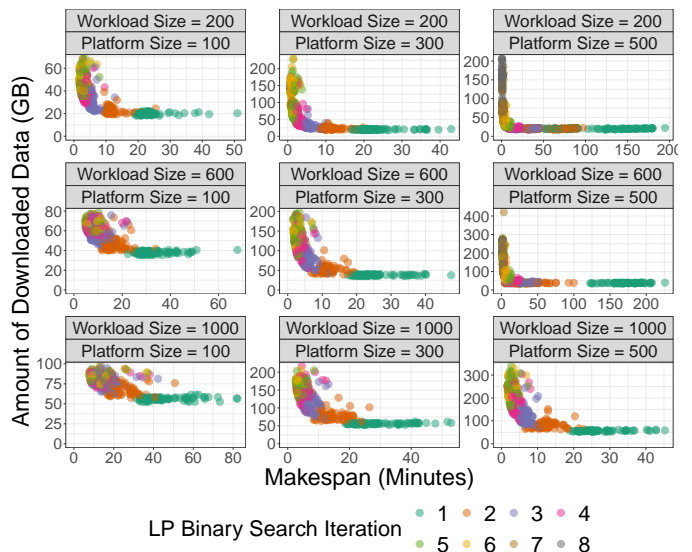 Workload Size = 200 Workload Size = 200 Workload Size = 200
Platform Size = 100 Platform Size = 300 Platform Size = 500
60
40
20
0
0 10 20 30 40 50
200
150
100
50
0
0 10 20 30 40
200
150
100
50
0
0 50 100 150 200
Workload Size = 600 Workload Size = 600 Workload Size = 600
Platform Size = 100 Platform Size = 300 Platform Size = 500
80
60
40
20
0
0 20 40 60
200
150
100
50
0
0 10 20 30 40
400
300
200
100
0
0 50 100 150 200
Workload Size = 1000 Workload Size = 1000 Workload Size = 1000
Platform Size = 100 Platform Size = 300 Platform Size = 500
100
75
50
25
0
0 20 40 60 80
200
150
100
50
0
0 20 40
300
200
100
0
0 10 20 30 40
Amount of Downloaded Data (GB)
Makespan (Minutes)
LP Binary Search Iteration
1 2 3 4
5 6 7 8